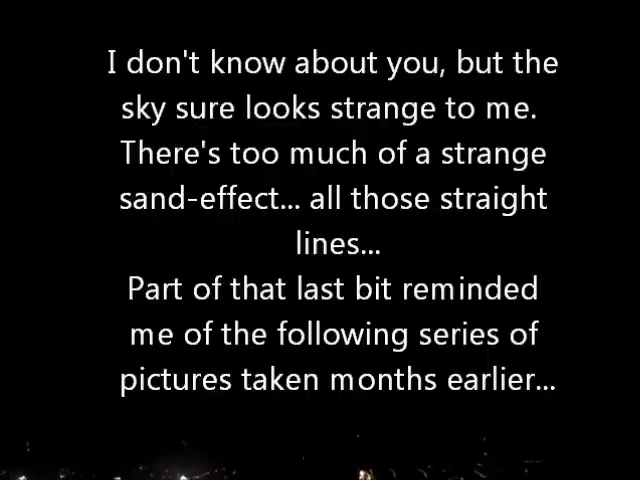 I don't know about you, but the
sky sure looks strange to me.
There's too much of a strange
sand-effect... all those straight
lines...
Part of that last bit reminded
me of the following series of
pictures taken months earlier...